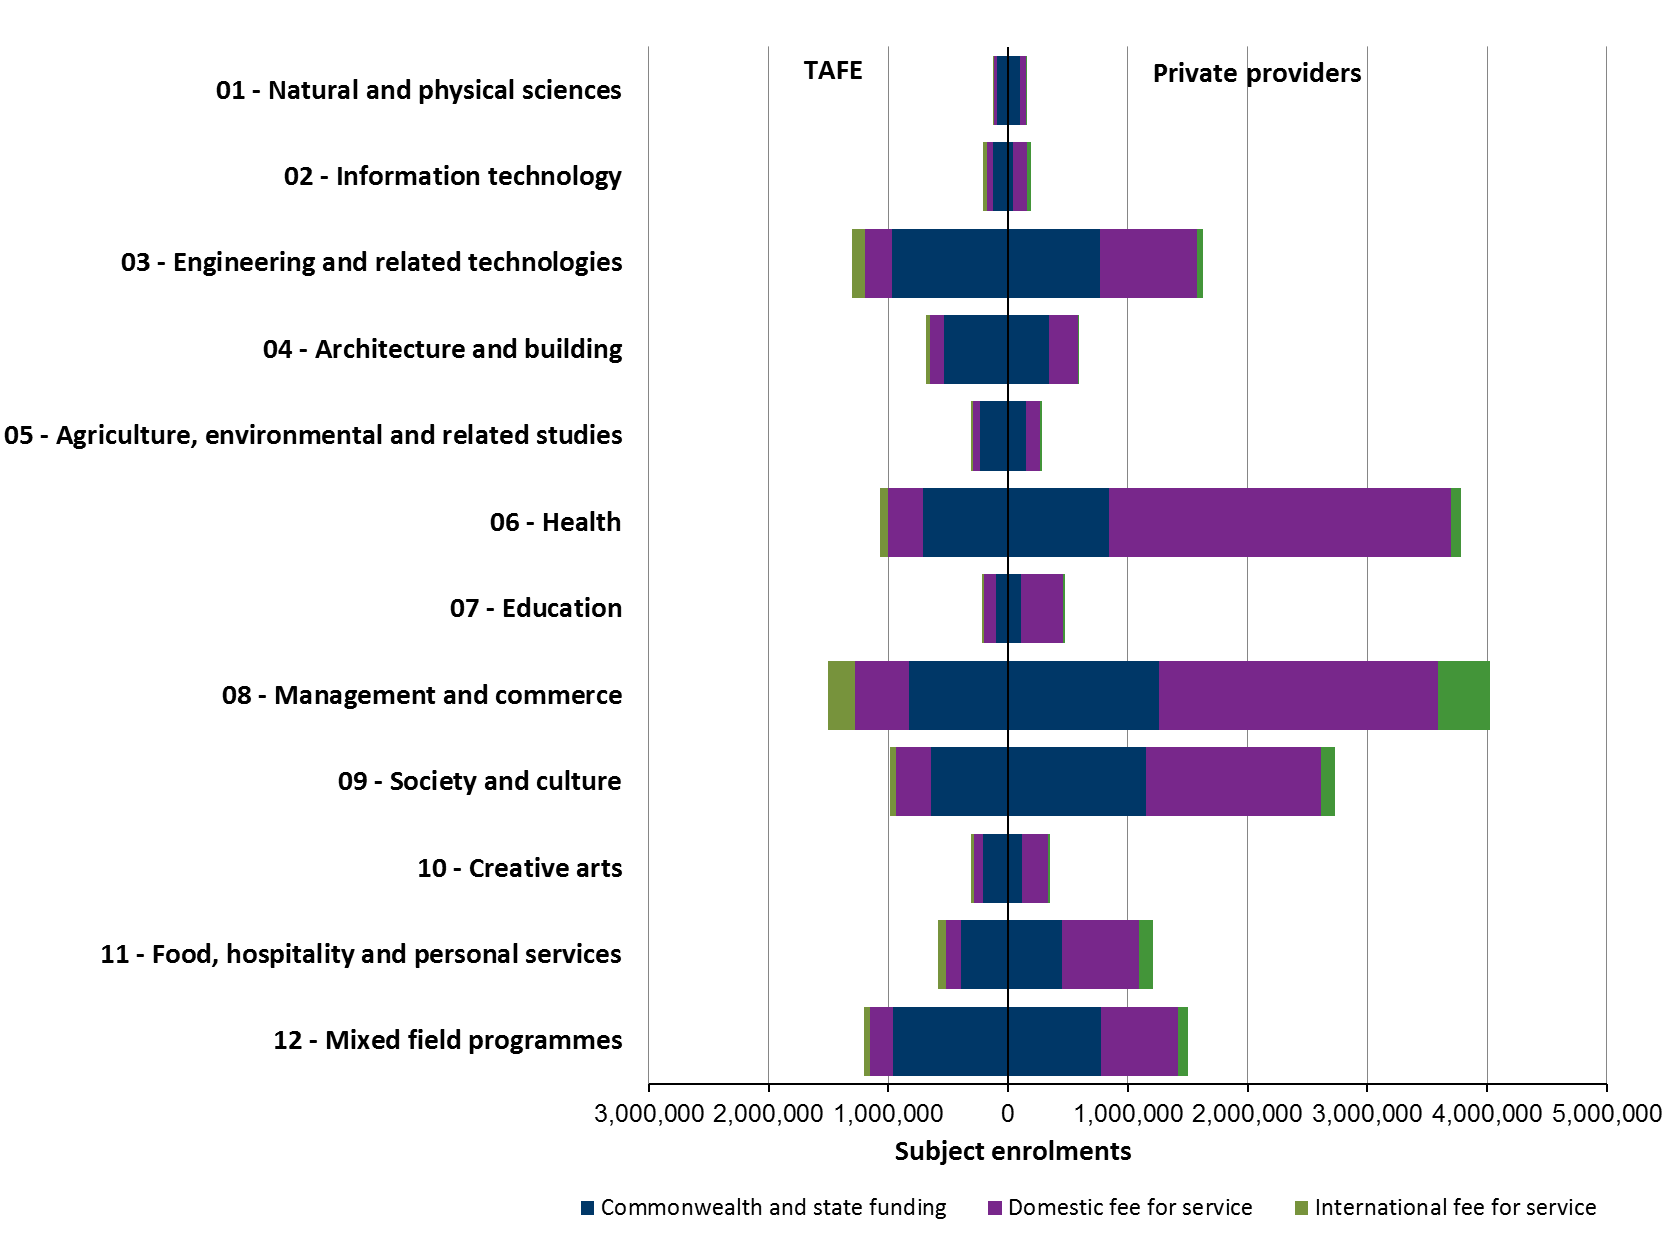 TAFE
Private providers
01 - Natural and physical sciences
02 - Information technology
03 - Engineering and related technologies
04 - Architecture and building
05 - Agriculture, environmental and related studies
06 - Health
07 - Education
08 - Management and commerce
09 - Society and culture
10 - Creative arts
11 - Food, hospitality and personal services
12 - Mixed field programmes
3,000,000 2,000,000 1,000,000 0 1,000,000 2,000,000 3,000,000 4,000,000 5,000,000
Subject enrolments
Commonwealth and state funding Domestic fee for service International fee for service